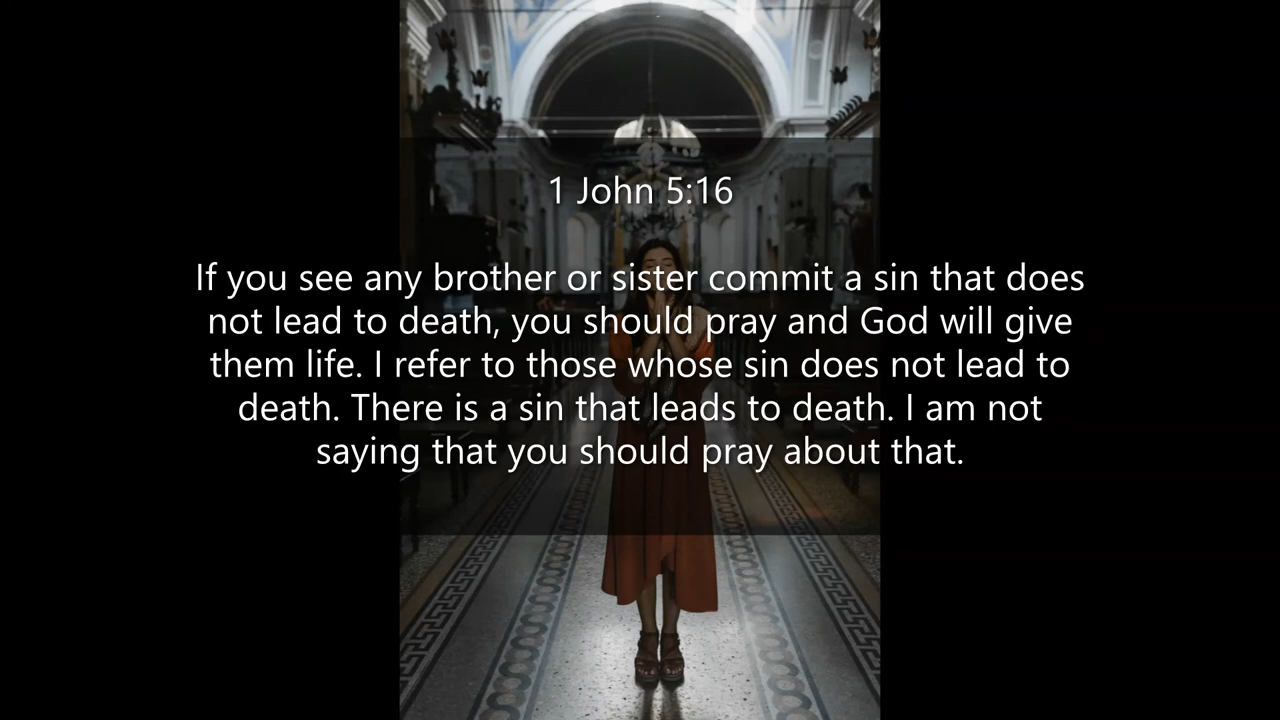 1 John 5:16
If you see any brother or sister commit a sin that does
not lead to death, you should pray and God will give
them life. I refer to those whose sin does not lead to
death. There is a sin that leads to death. I am not
saying that you should pray about that.